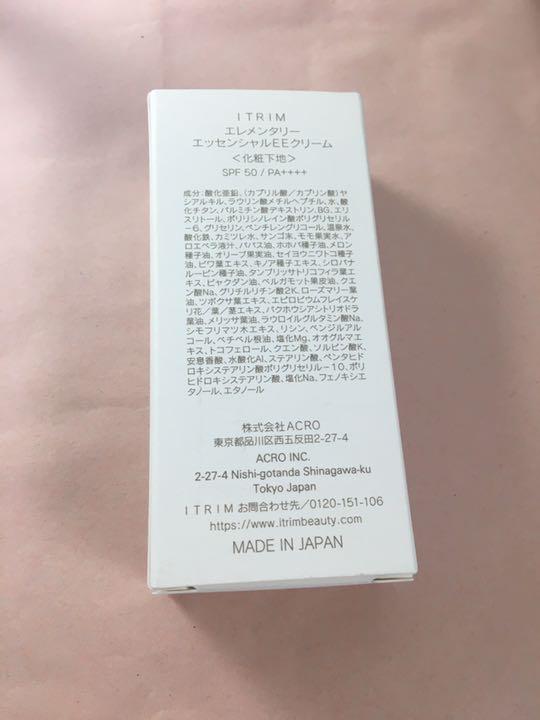 ITRIM
エレメンタリー
エッセンシャルEEクリーム
<化粧下地>
SPF 50 / PA++++
成分:酸化亜鉛、(カプリル酸/カプリン酸)ヤ
シアルキル、ラウリン酸メチルヘプチル、水、酸
化チタン、パルミチン酸デキストリン、BG、エリ
スリトール、ポリリシノレイン酸ポリグリセリル
-6、グリセリン、ペンチレングリコール、温泉水、
酸化鉄、カミツレ水、サンゴ末、モモ果実水、ア
ロエベラ液汁、パパス油、ホホバ種子油、メロン
種子油、オリーブ果実油、セイヨウニワトコ種子
油、ビワ葉エキス、キノア種子エキス、シロバナ
ルーピン種子油、タンブリッサトリコフィラ葉エ
キス、ビャクダン油、ベルガモット果皮油、クエ
ン酸Na、グリチルリチン酸2K、ローズマリー葉
油、ツボクサ葉エキス、エピロビウムフレイスケ
リ花/葉/茎エキス、バクホウシアシトリオドラ
葉油、メリッサ葉油、ラウロイルグルタミン酸Na、
シモフリマツ木エキス、リシン、ベンジルアル
コール、ベチベル根油、塩化Mg、オオグルマエ
キス、トコフェロール、クエン酸、ソルビン酸K、
安息香酸、水酸化Al、ステアリン酸、ペンタヒド
ロキシステアリン酸ポリグリセリル-10、ポリ
ヒドロキシステアリン酸、塩化Na、フェノキシエ
タノール、エタノール
株式会社ACRO
東京都品川区西五反田2-27-4
ACRO INC.
2-27-4 Nishi-gotanda Shinagawa-ku
Tokyo Japan
ITRIM お問合わせ先/0120-151-106
https://www.itrimbeauty.com
MADE IN JAPAN